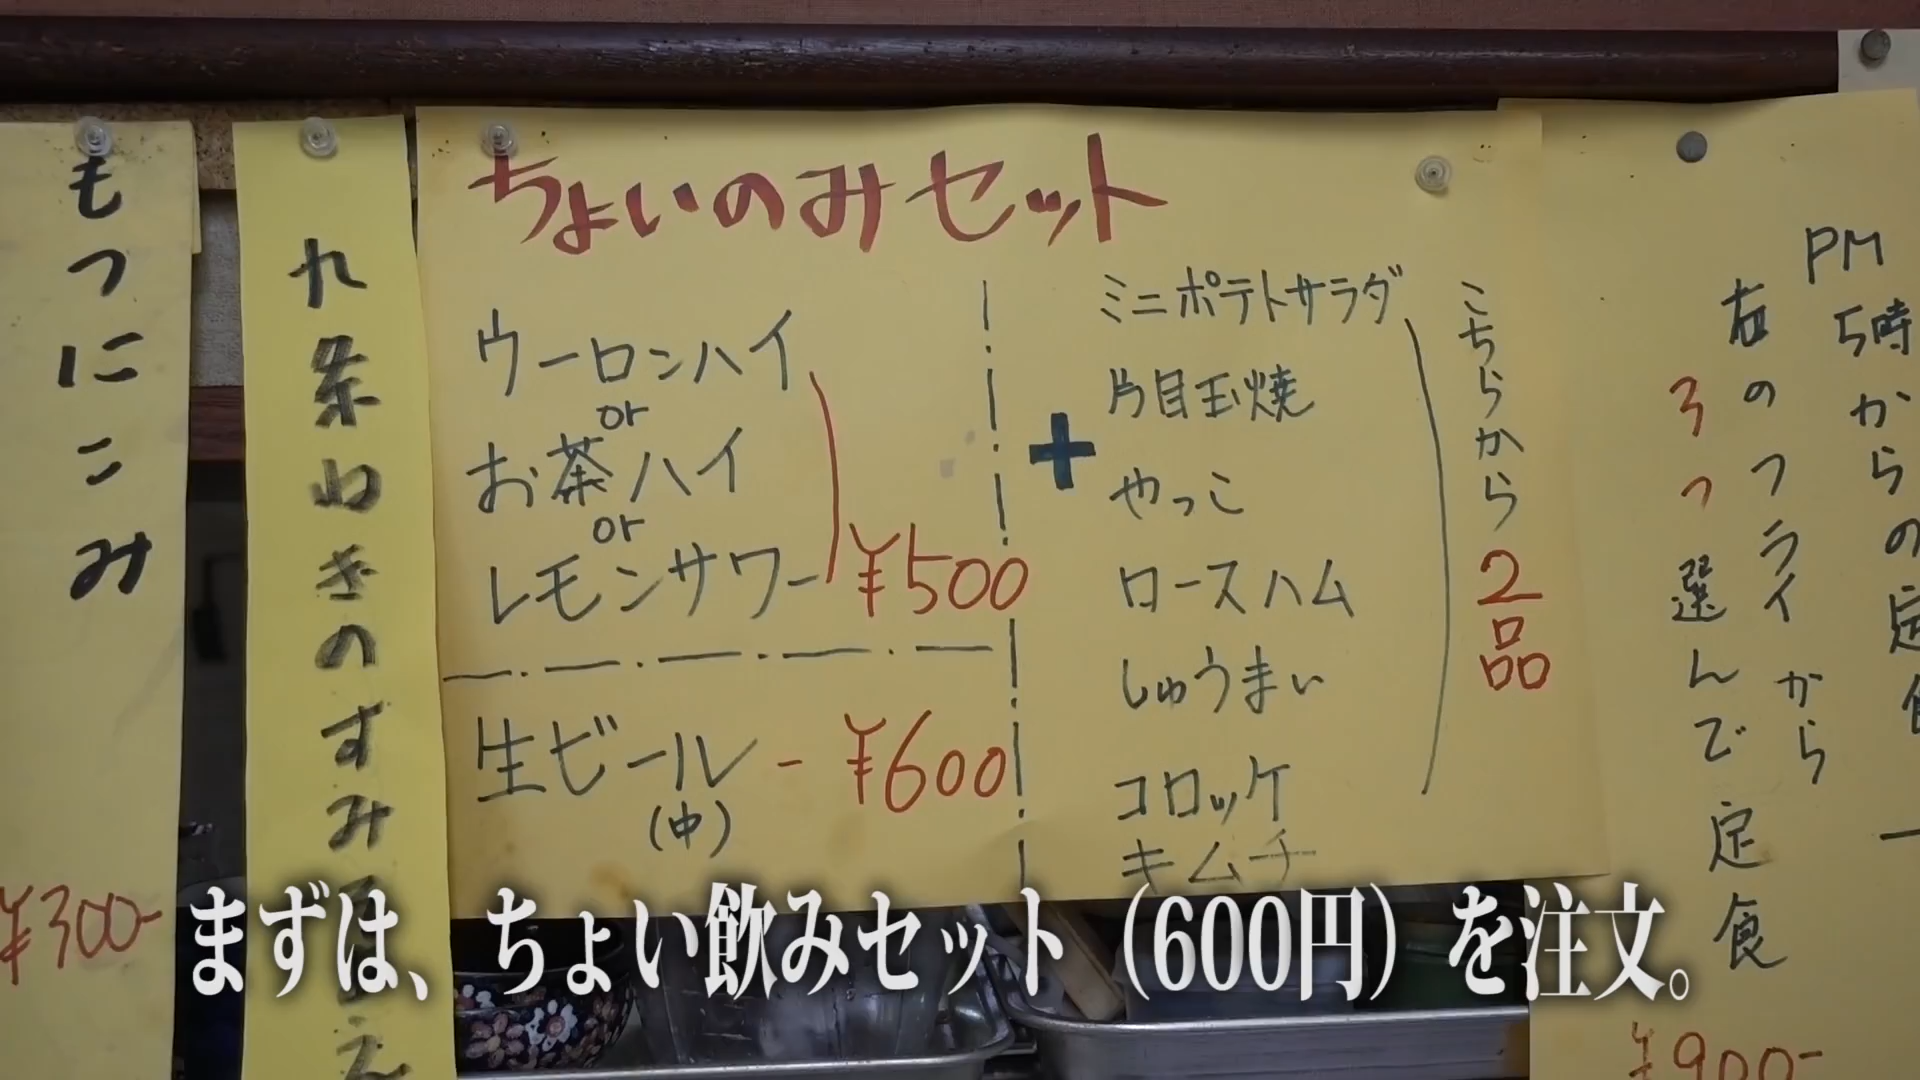 もつにこみ
¥300-
九条ねぎのすみそ
ちょいのみセット
ウーロンハイ
or
お茶ハイ
or
レモンサワー ¥500
生ビール - ¥600
(中)
+
ミニポテトサラダ
片目玉焼
やっこ
ロースハム
しゅうまい
コロッケ
キムチ
こちらから2品
PM
5時からの定食
右のフライから
3つ選んで定食
¥900-
まずは、ちょい飲みセット（600円）を注文。